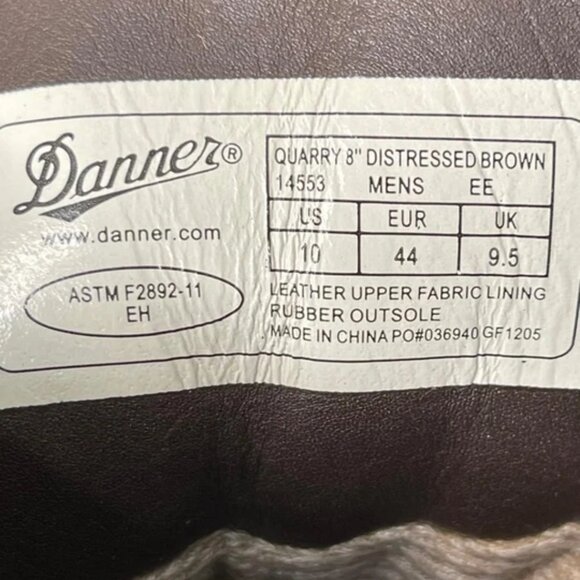 Danner®
www.danner.com
ASTM F2892-11
EH
QUARRY 8" DISTRESSED BROWN
14553 MENS EE
US EUR UK
10 44 9.5
LEATHER UPPER FABRIC LINING
RUBBER OUTSOLE
MADE IN CHINA PO#036940 GF1205